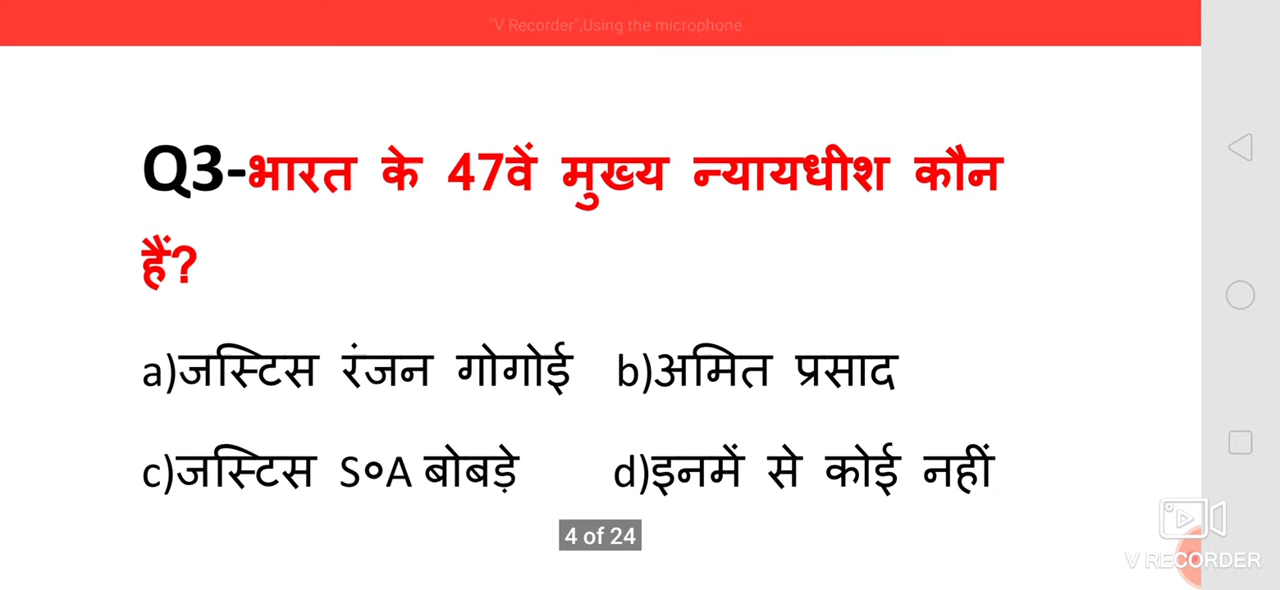 "V Recorder",Using the microphone
Q3-भारत के 47वें मुख्य न्यायधीश कौन
हैं?
a)जस्टिस रंजन गोगोई b)अमित प्रसाद
c)जस्टिस S०A बोबड़े d)इनमें से कोई नहीं
4 of 24
V RECORDER